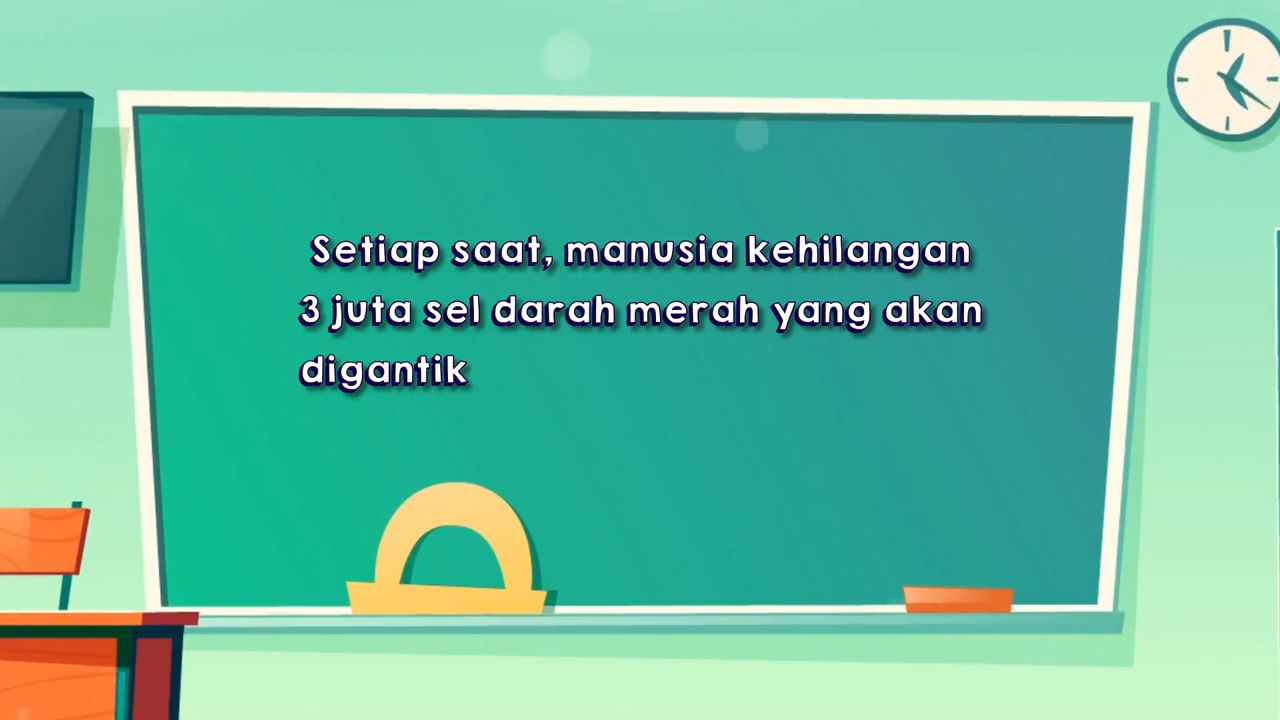 Setiap saat, manusia kehilangan
3 juta sel darah merah yang akan
digantik